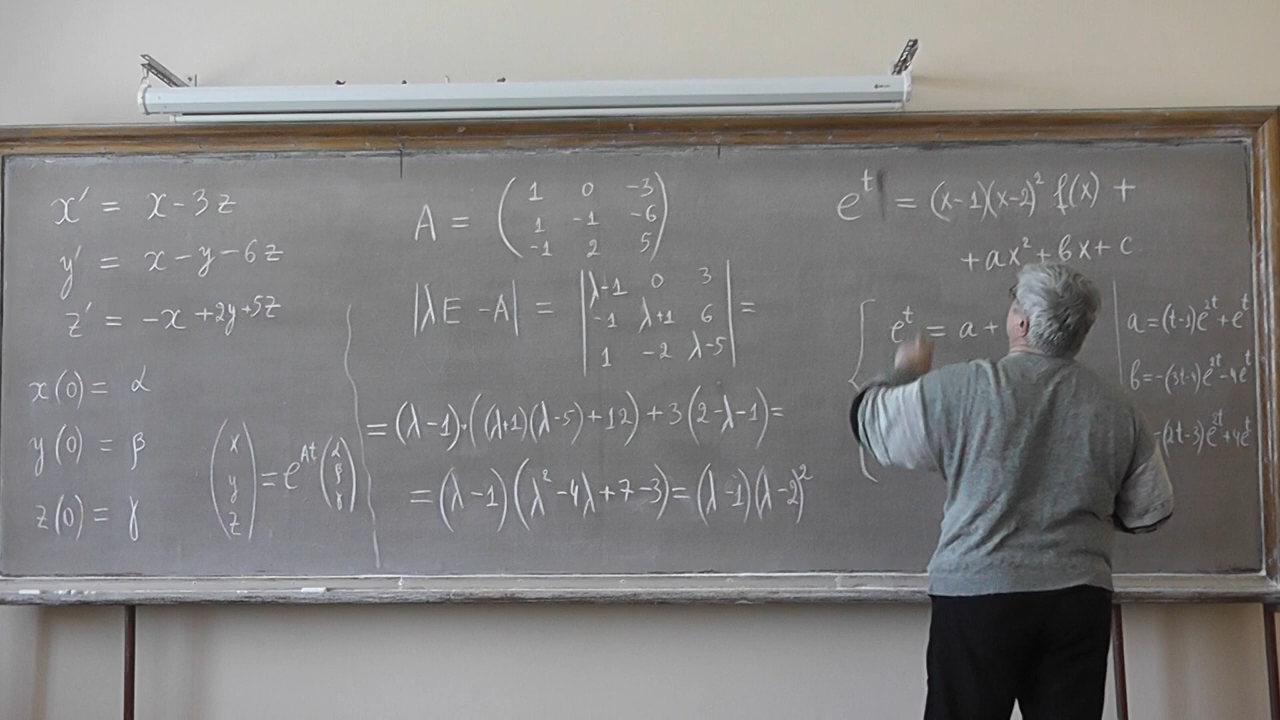 x' = x - 3z
y' = x - y - 6z
z' = -x + 2y + 5z
x(0) = α
y(0) = β
z(0) = γ
(x y z) = e^{At} (α β γ)
A = ( 1 0 -3
1 -1 -6
-1 2 5 )
|λE - A| = | λ-1 0 3
-1 λ+1 6
1 -2 λ-5 | =
= (λ-1)·((λ+1)(λ-5)+12) + 3(2-λ-1) =
= (λ-1)(λ²-4λ+7-3) = (λ-1)(λ-2)²
e^t = (x-1)(x-2)² f(x) +
+ ax² + bx + c
{ e^t = a +
a = (t-1)e^{2t} + e^t
b = -(3t-4)e^{2t} - 4e^t
-(2t-3)e^{2t} + 4e^t